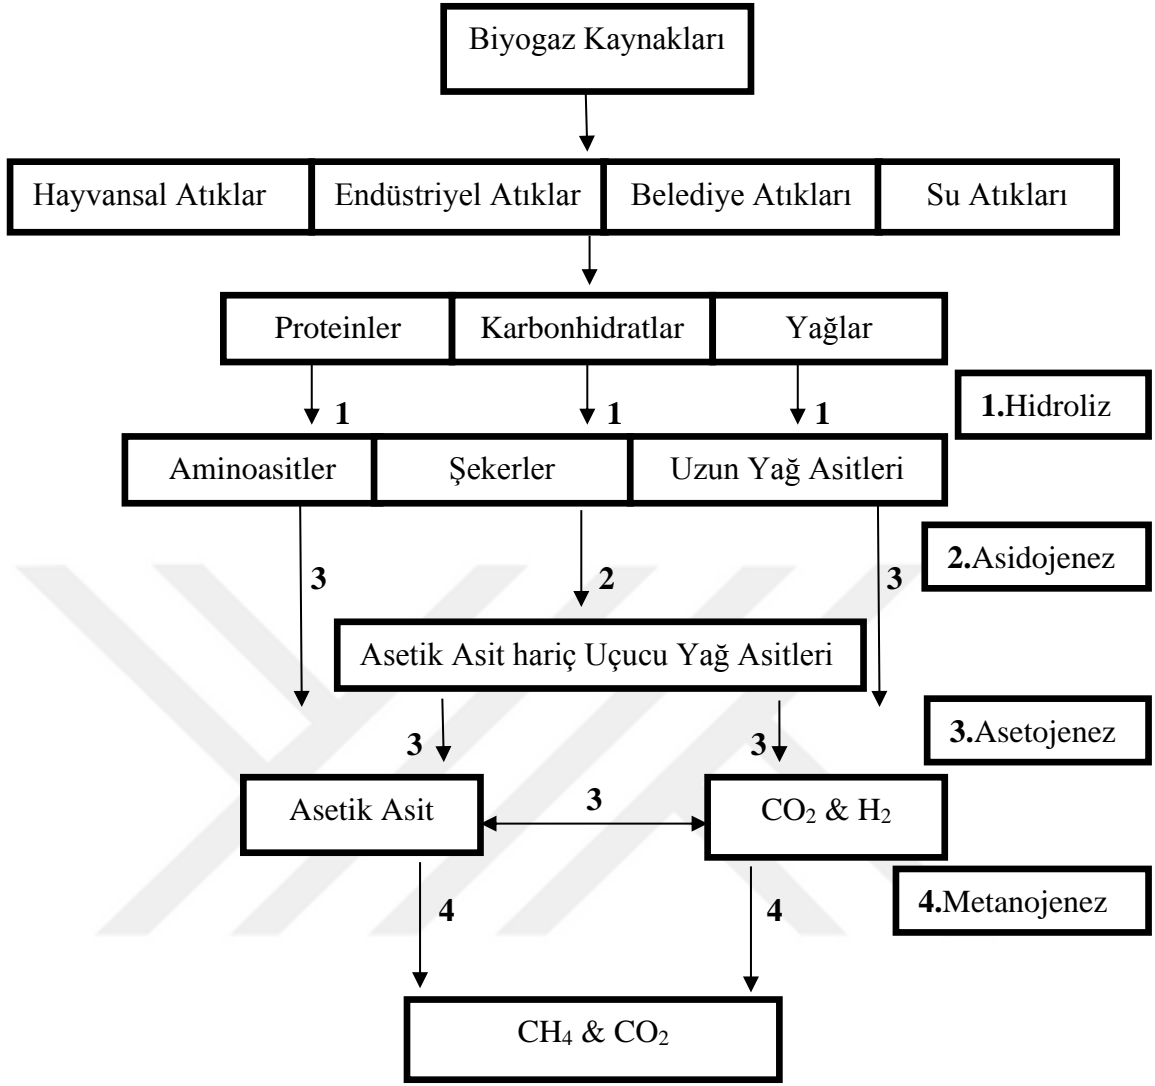 Biyogaz Kaynakları
Hayvansal Atıklar
Endüstriyel Atıklar
Belediye Atıkları
Su Atıkları
Proteinler
Karbonhidratlar
Yağlar
1
1
1
1.Hidroliz
Aminoasitler
Şekerler
Uzun Yağ Asitleri
2.Asidojenez
3
2
3
Asetik Asit hariç Uçucu Yağ Asitleri
3.Asetojenez
3
3
Asetik Asit
3
CO₂ & H₂
4.Metanojenez
4
4
CH₄ & CO₂